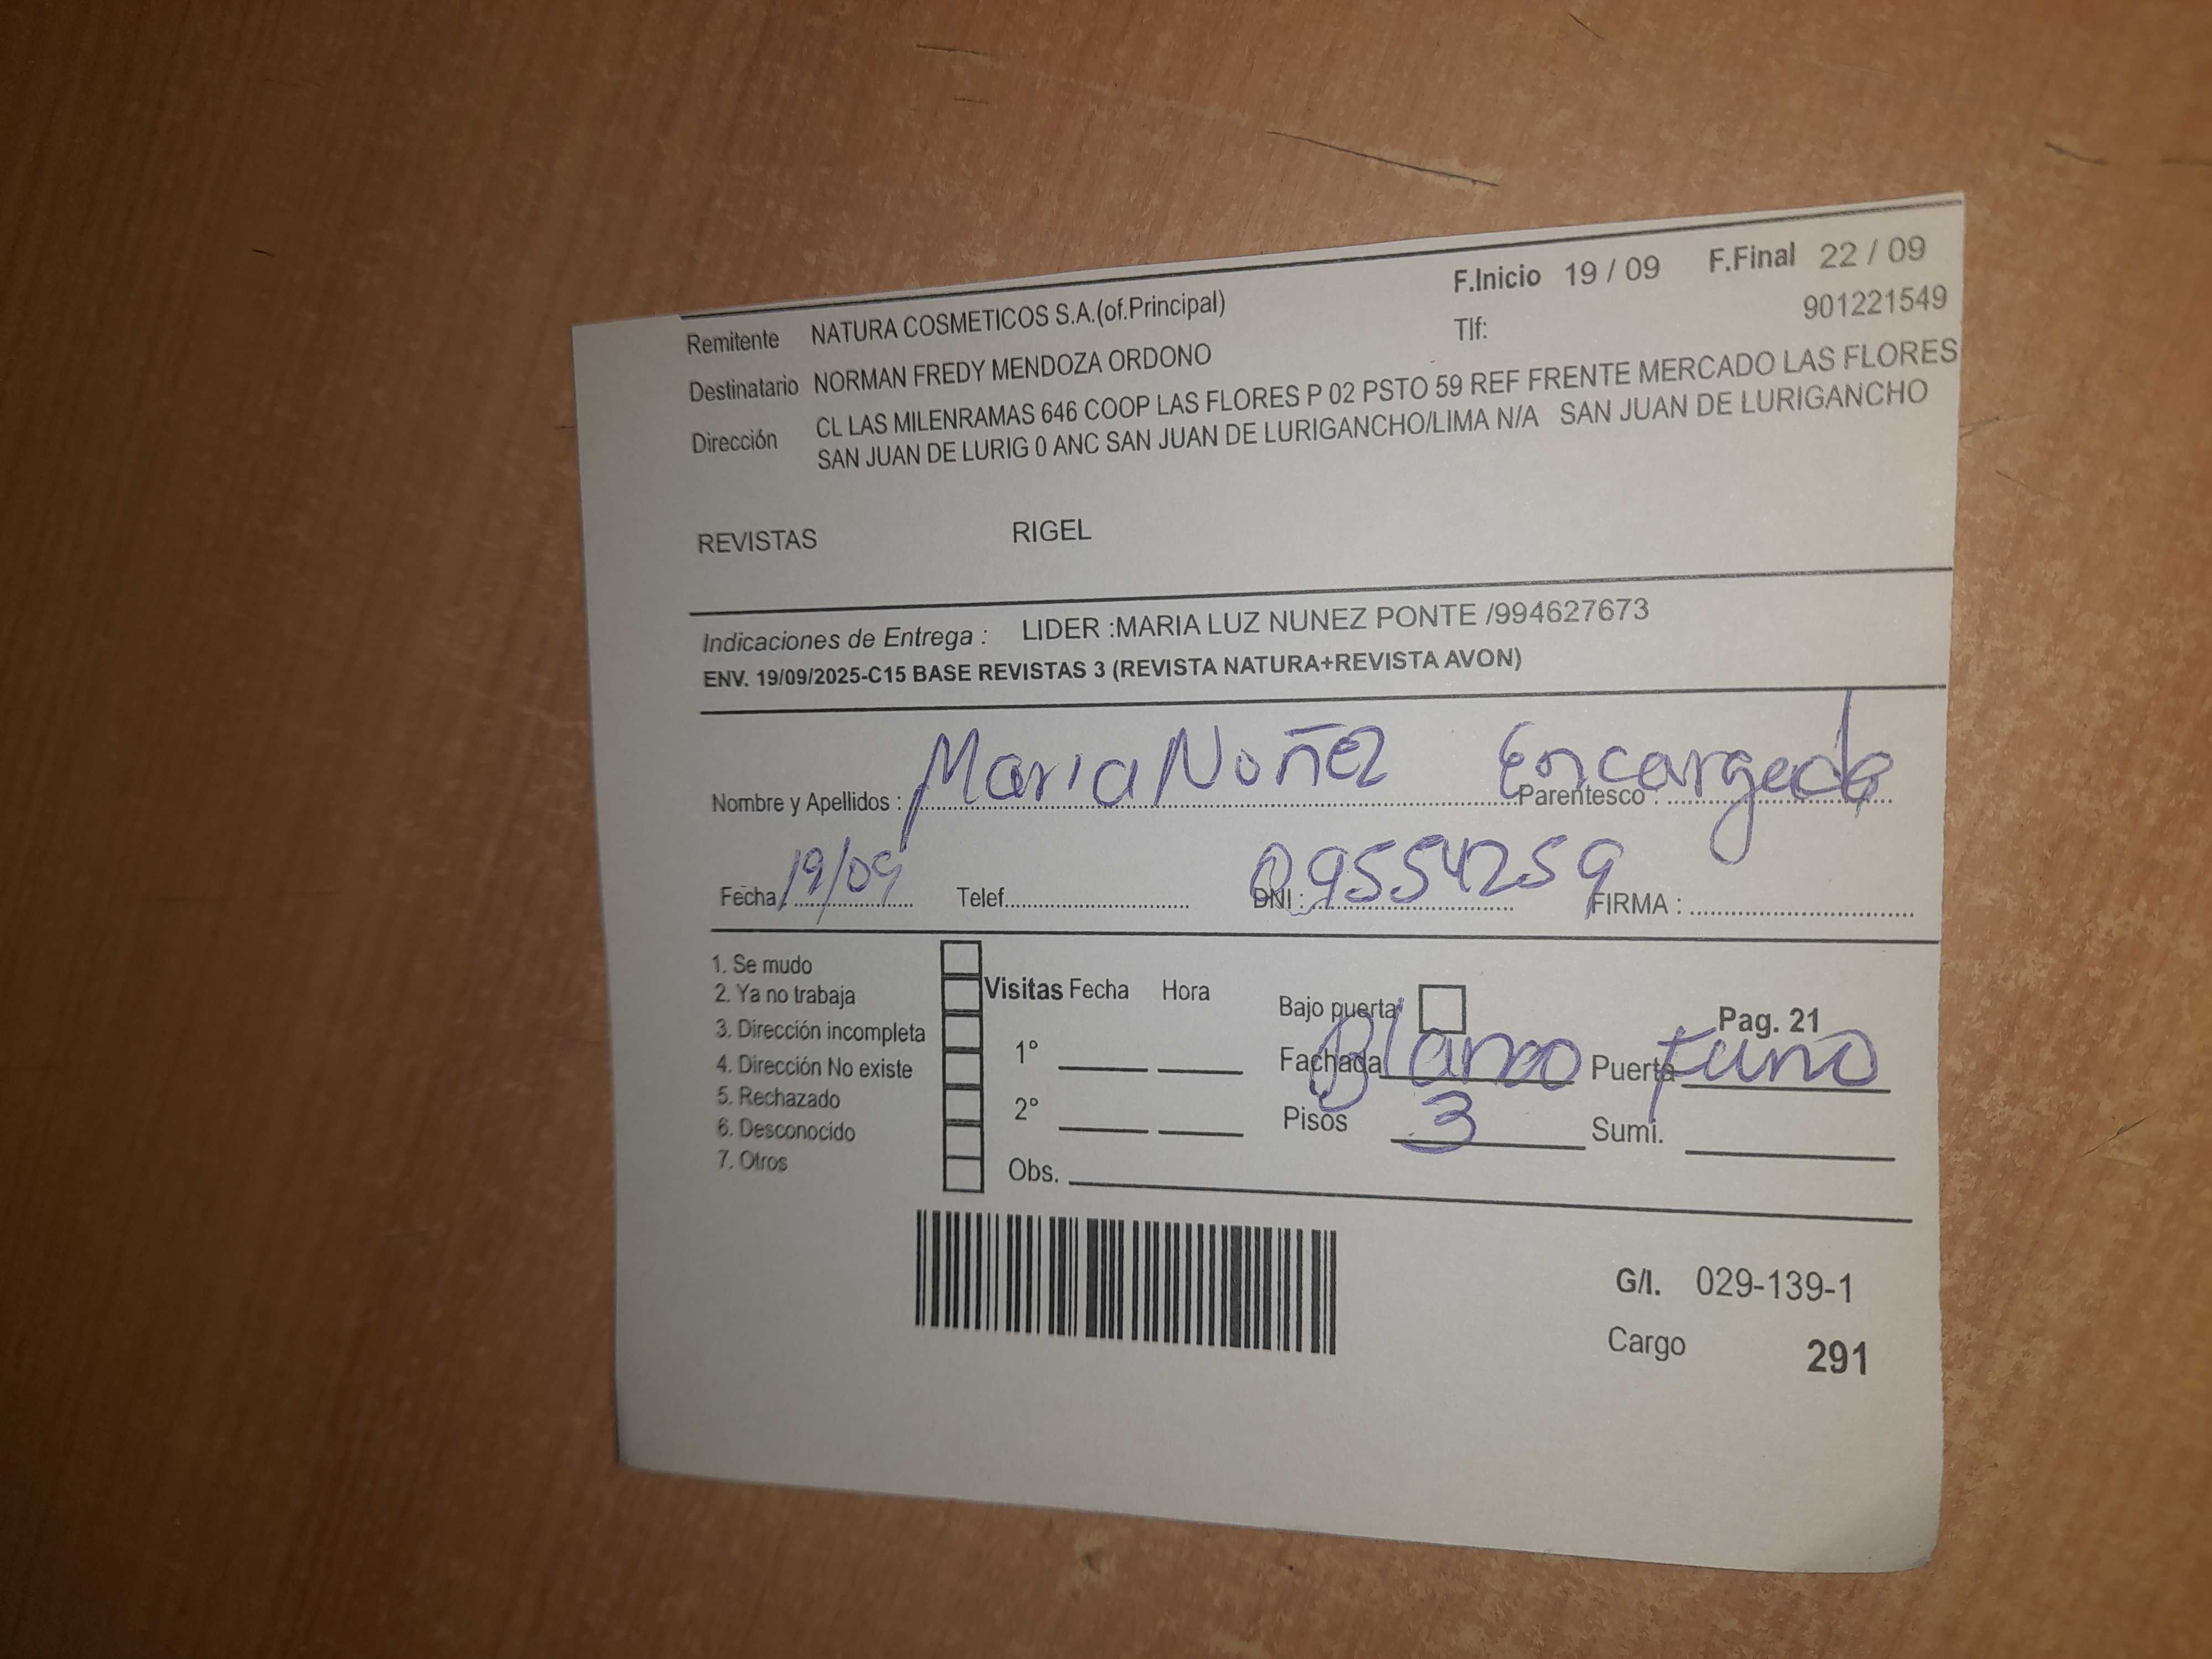 F.Inicio 19 / 09 F.Final 22 / 09
Remitente NATURA COSMETICOS S.A.(of.Principal) Tlf: 901221549
Destinatario NORMAN FREDY MENDOZA ORDONO
Dirección CL LAS MILENRAMAS 646 COOP LAS FLORES P 02 PSTO 59 REF FRENTE MERCADO LAS FLORES
SAN JUAN DE LURIG 0 ANC SAN JUAN DE LURIGANCHO/LIMA N/A SAN JUAN DE LURIGANCHO
REVISTAS RIGEL
Indicaciones de Entrega : LIDER :MARIA LUZ NUNEZ PONTE /994627673
ENV. 19/09/2025-C15 BASE REVISTAS 3 (REVISTA NATURA+REVISTA AVON)
Nombre y Apellidos : Maria Nuñez Parentesco : Encargada
Fecha: 19/09 Telef. DNI : 09554259 FIRMA :
1. Se mudo
2. Ya no trabaja
3. Dirección incompleta
4. Dirección No existe
5. Rechazado
6. Desconocido
7. Otros
Visitas Fecha Hora
1°
2°
Obs.
Bajo puerta Pag. 21
Fachada Blanco Puerta
Pisos 3 Sumi.
G/I. 029-139-1
Cargo 291